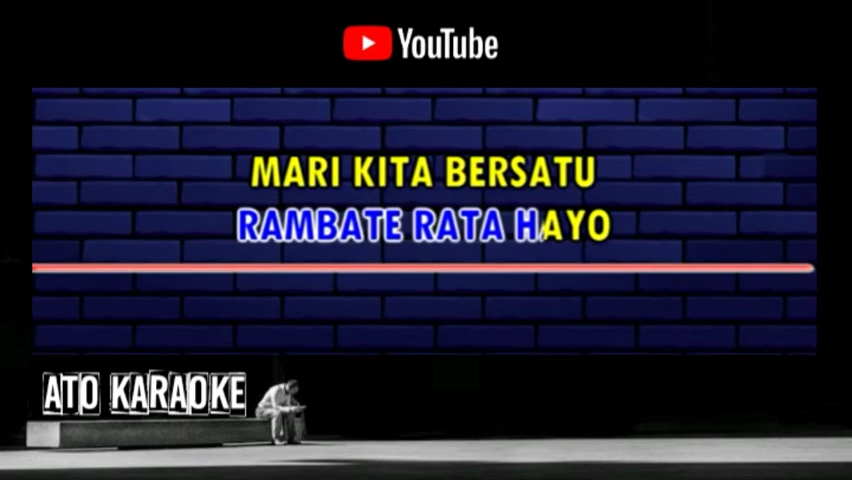 YouTube
MARI KITA BERSATU
RAMBATE RATA HAYO
ATO KARAOKE